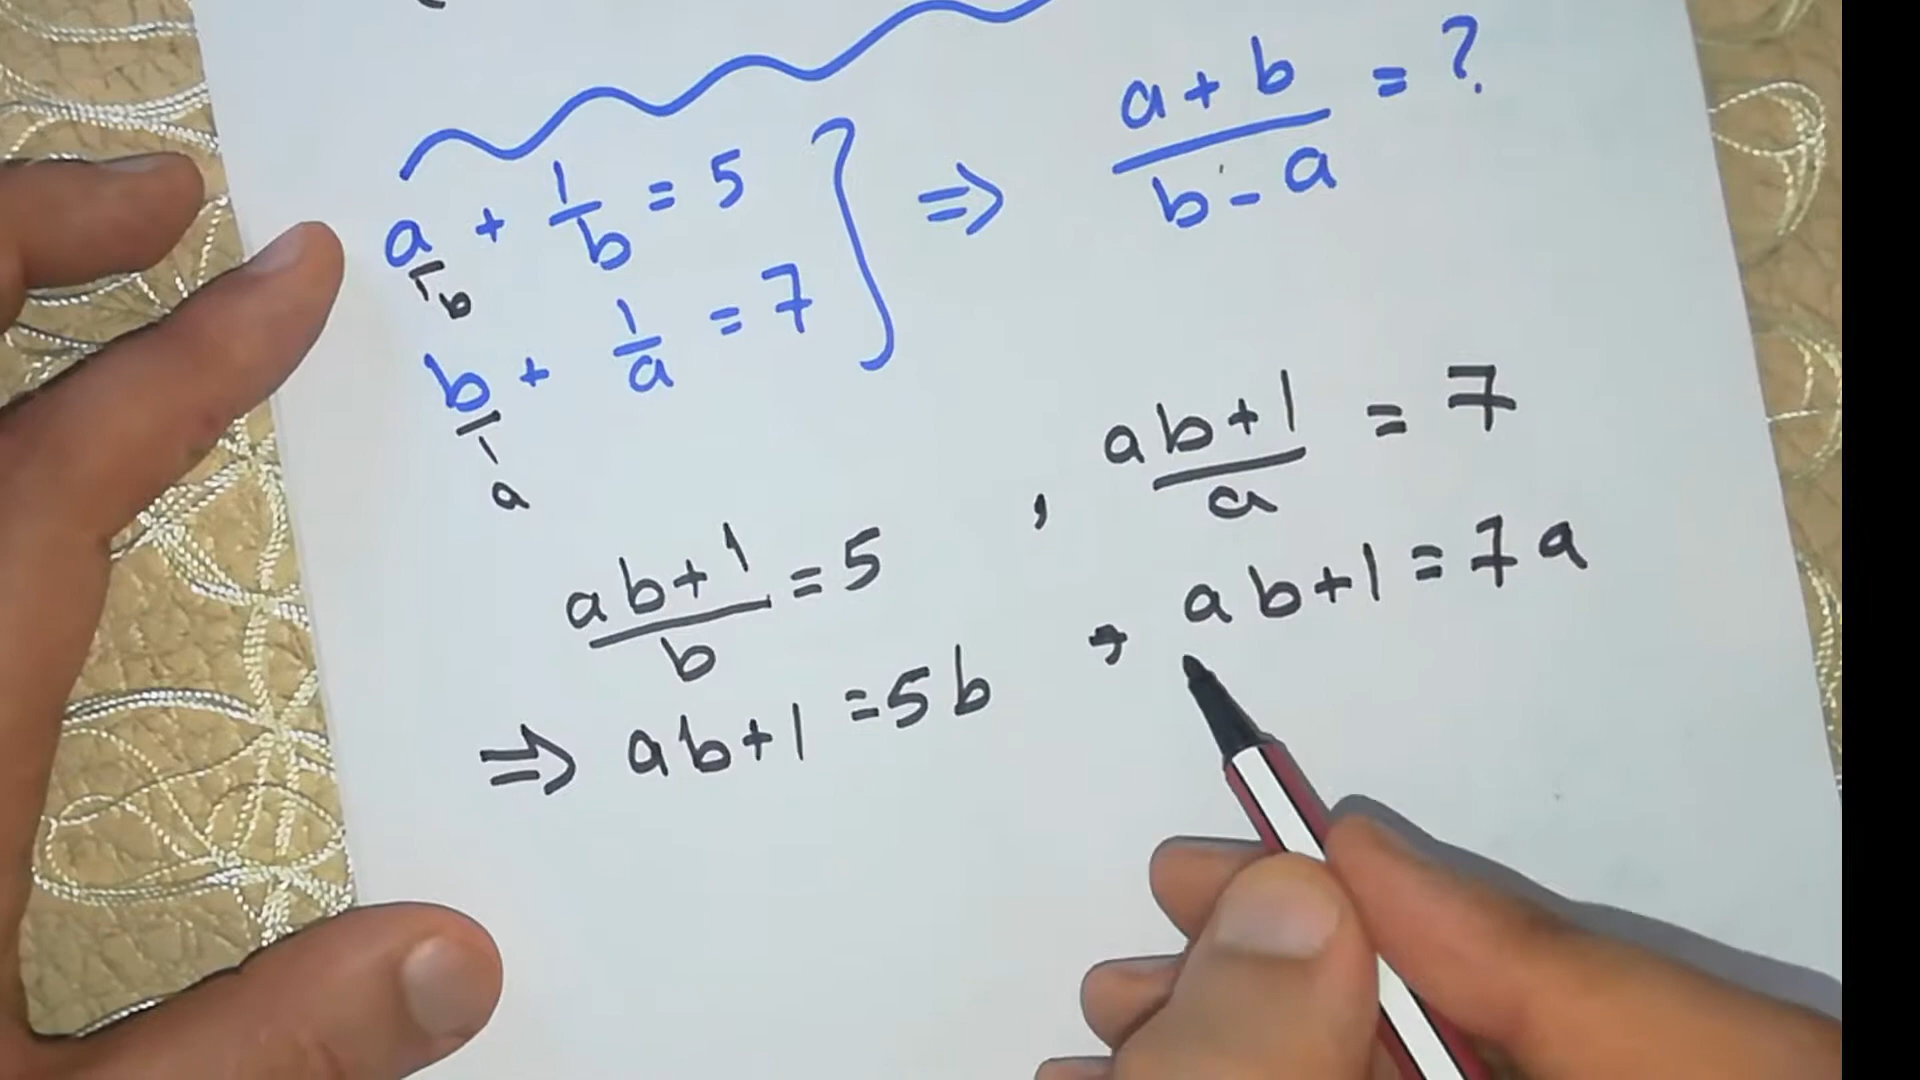 a + 1/b = 5
b
b + 1/a = 7
a
⇒ a + b / b - a = ?
ab+1 / b = 5 , ab+1 / a = 7
⇒ ab+1 = 5b , ab+1 = 7a